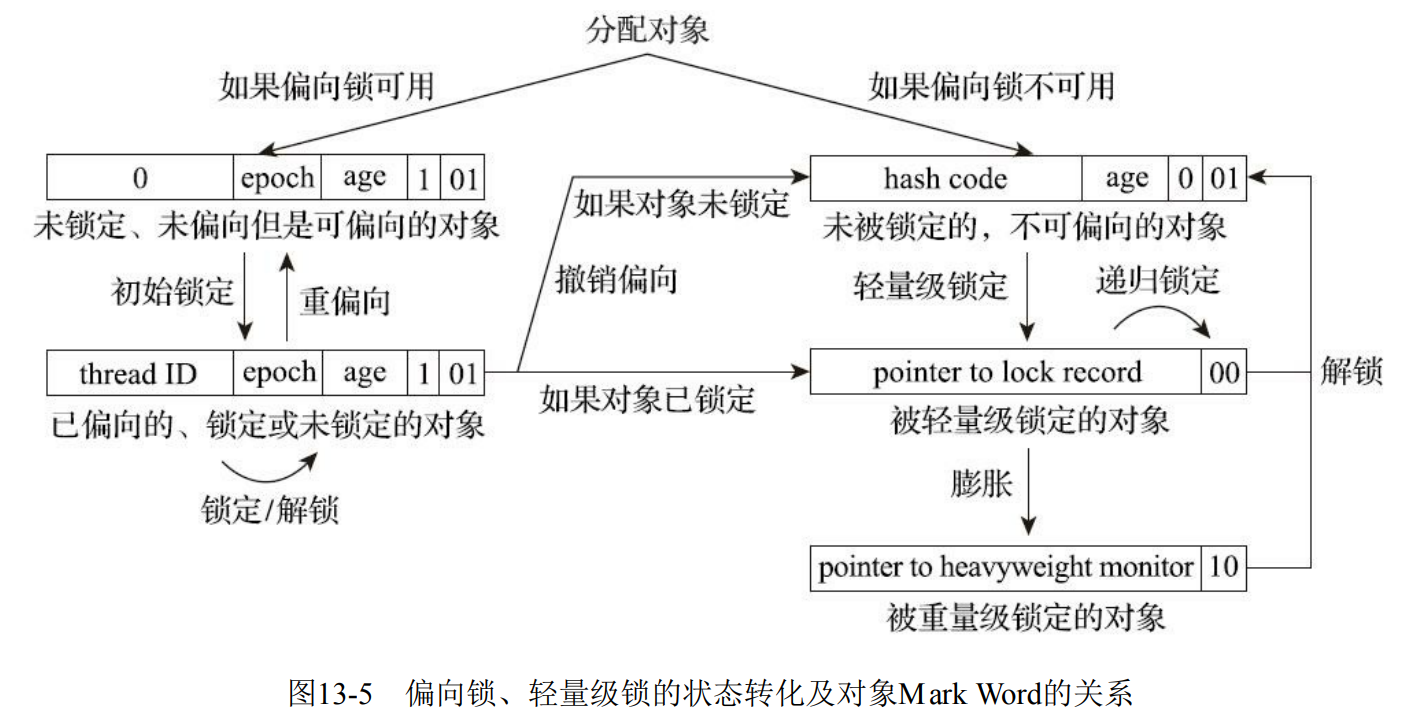 分配对象
如果偏向锁可用
如果偏向锁不可用
0 epoch age 1 01
hash code age 0 01
未锁定、未偏向但是可偏向的对象
如果对象未锁定
未被锁定的，不可偏向的对象
初始锁定
重偏向
撤销偏向
轻量级锁定
递归锁定
thread ID epoch age 1 01
pointer to lock record 00
解锁
已偏向的、锁定或未锁定的对象
如果对象已锁定
被轻量级锁定的对象
锁定/解锁
膨胀
pointer to heavyweight monitor 10
被重量级锁定的对象
图13-5 偏向锁、轻量级锁的状态转化及对象Mark Word的关系